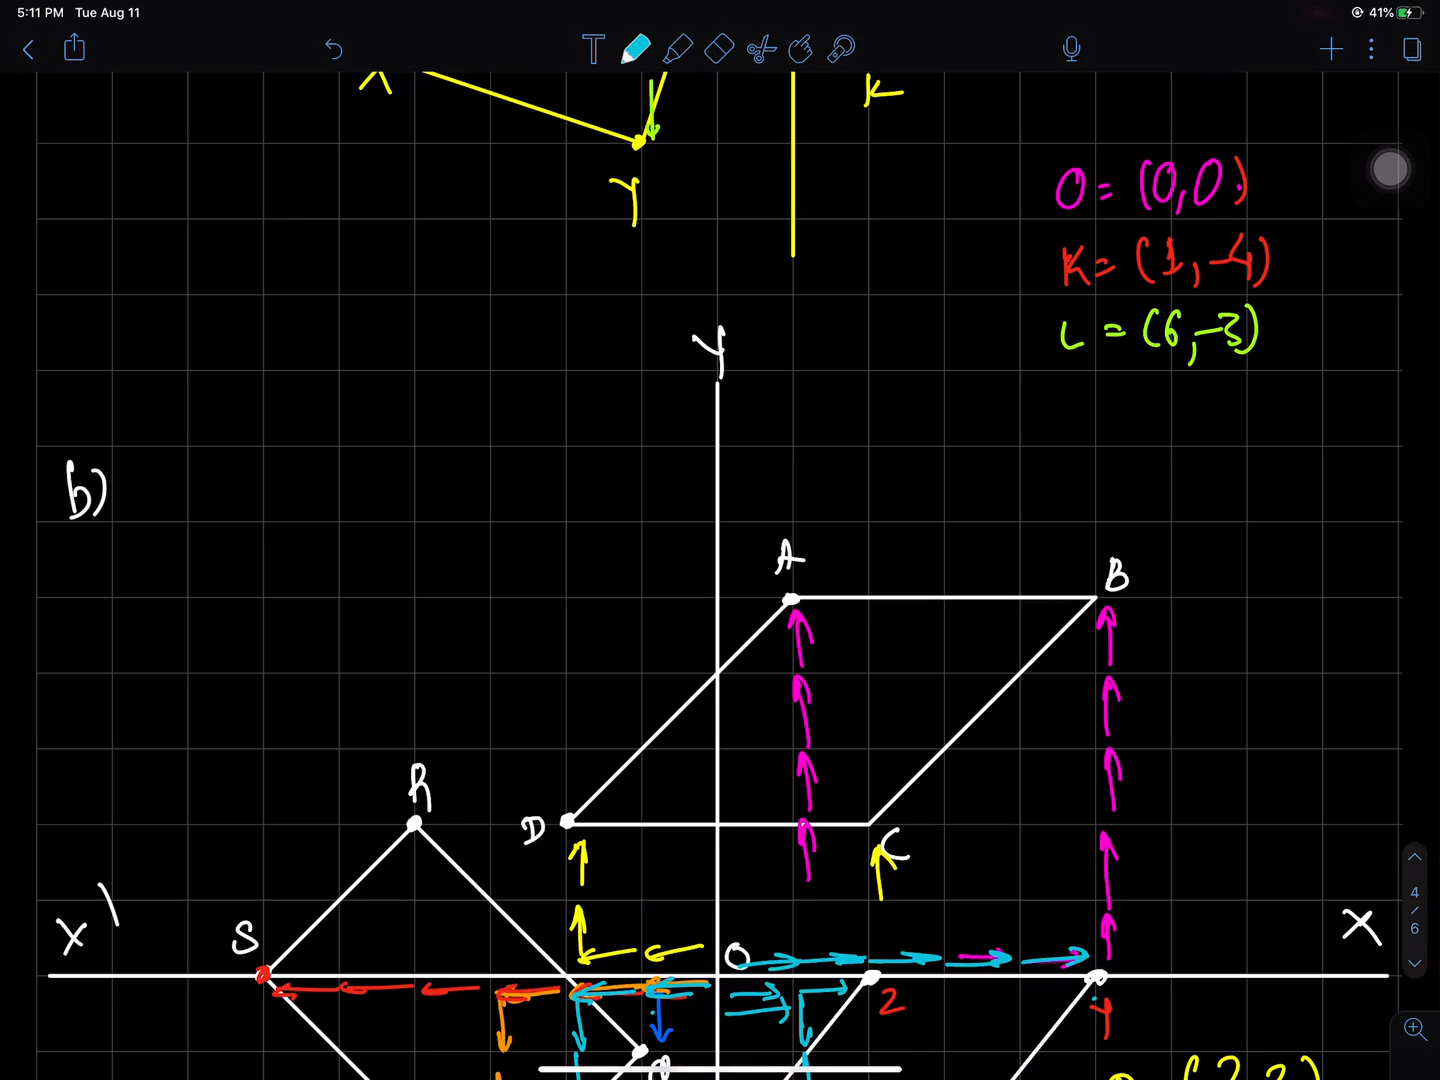 5:11 PM Tue Aug 11
41%
X
K
Y
O = (0,0)
K = (1,-4)
L = (6,-3)
Y
b)
A
B
R
D
C
4
/
6
X'
S
O
X
2